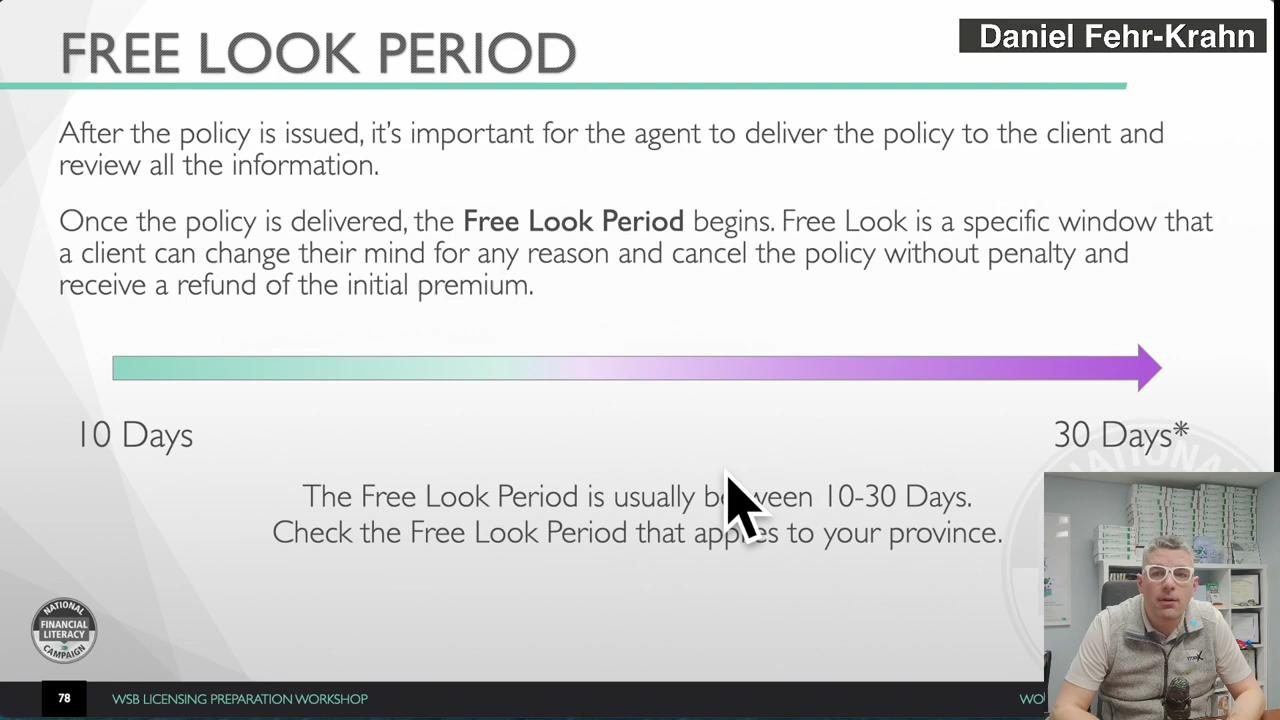 FREE LOOK PERIOD
Daniel Fehr-Krahn
After the policy is issued, it's important for the agent to deliver the policy to the client and
review all the information.
Once the policy is delivered, the Free Look Period begins. Free Look is a specific window that
a client can change their mind for any reason and cancel the policy without penalty and
receive a refund of the initial premium.
10 Days
30 Days*
The Free Look Period is usually between 10-30 Days.
Check the Free Look Period that applies to your province.
NATIONAL
FINANCIAL
LITERACY
CAMPAIGN
78
WSB LICENSING PREPARATION WORKSHOP